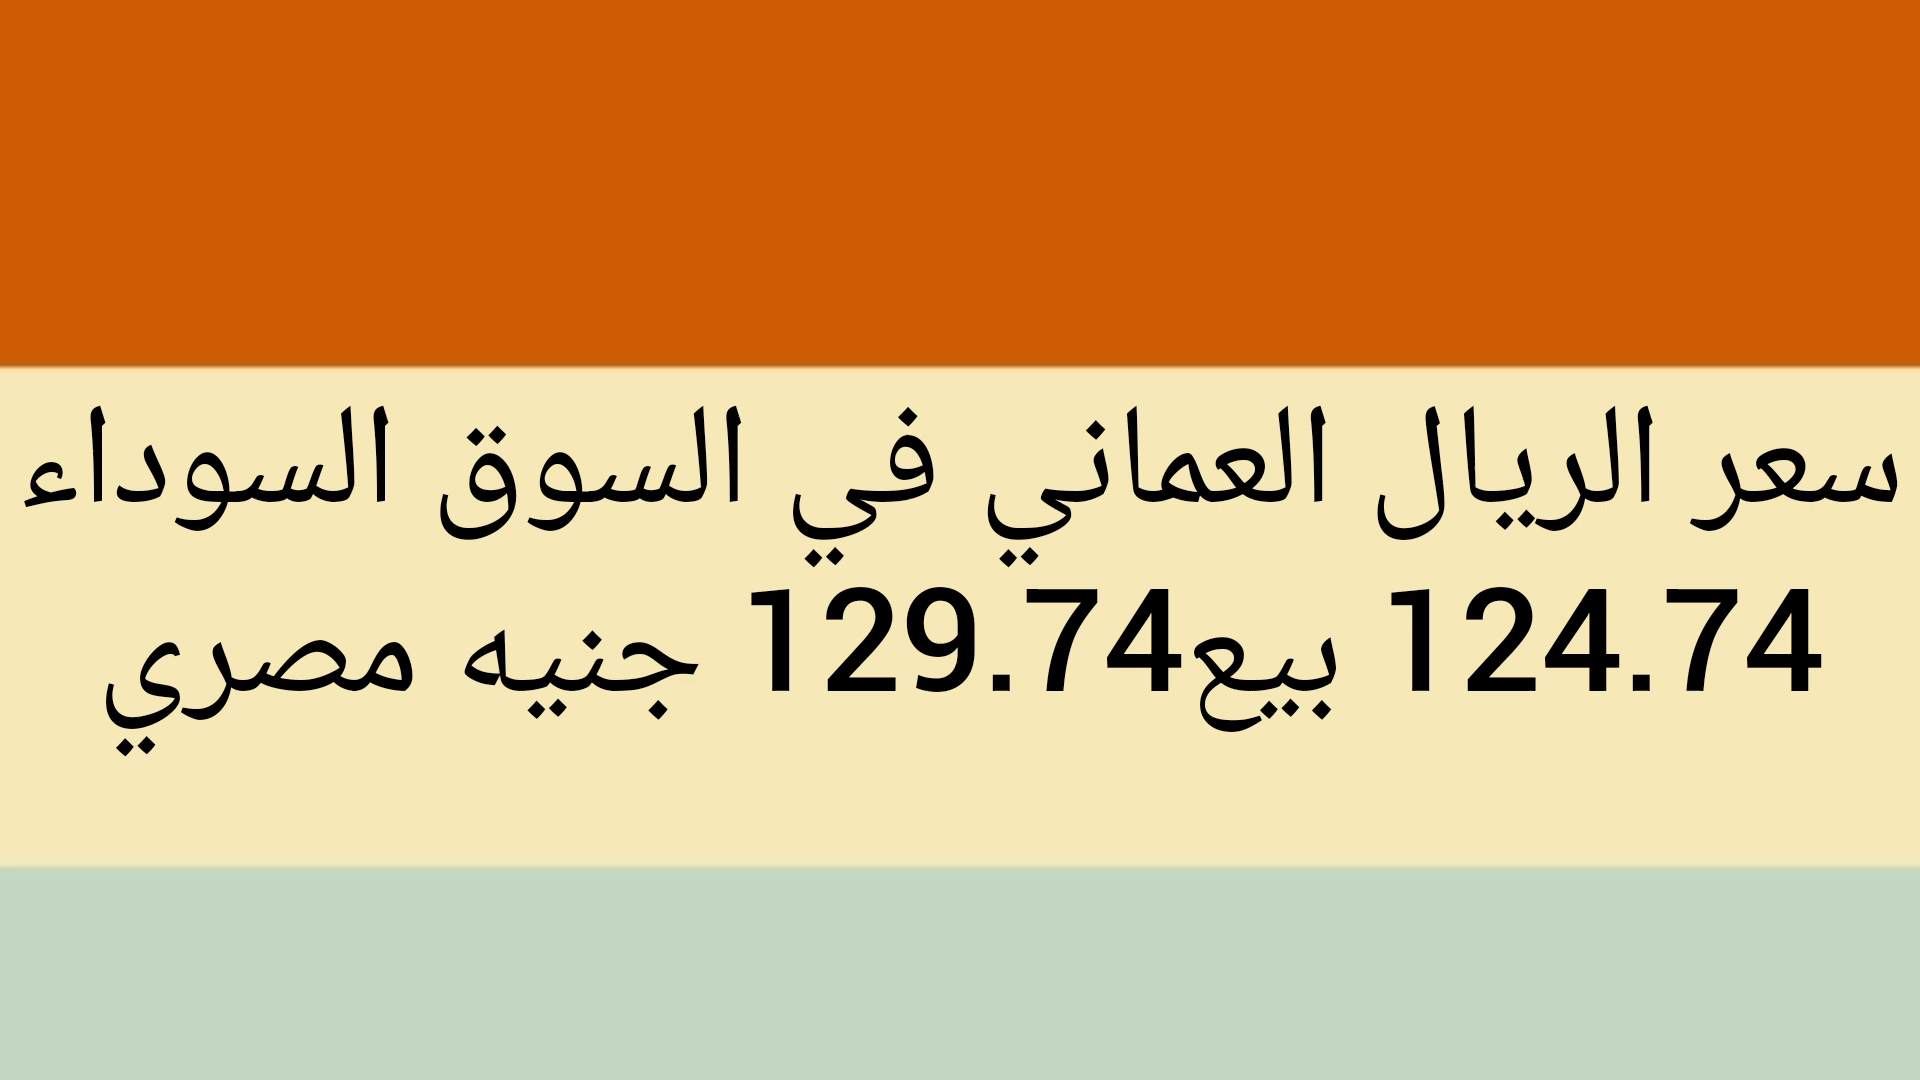 سعر الريال العماني في السوق السوداء
124.74 بيع129.74 جنيه مصري